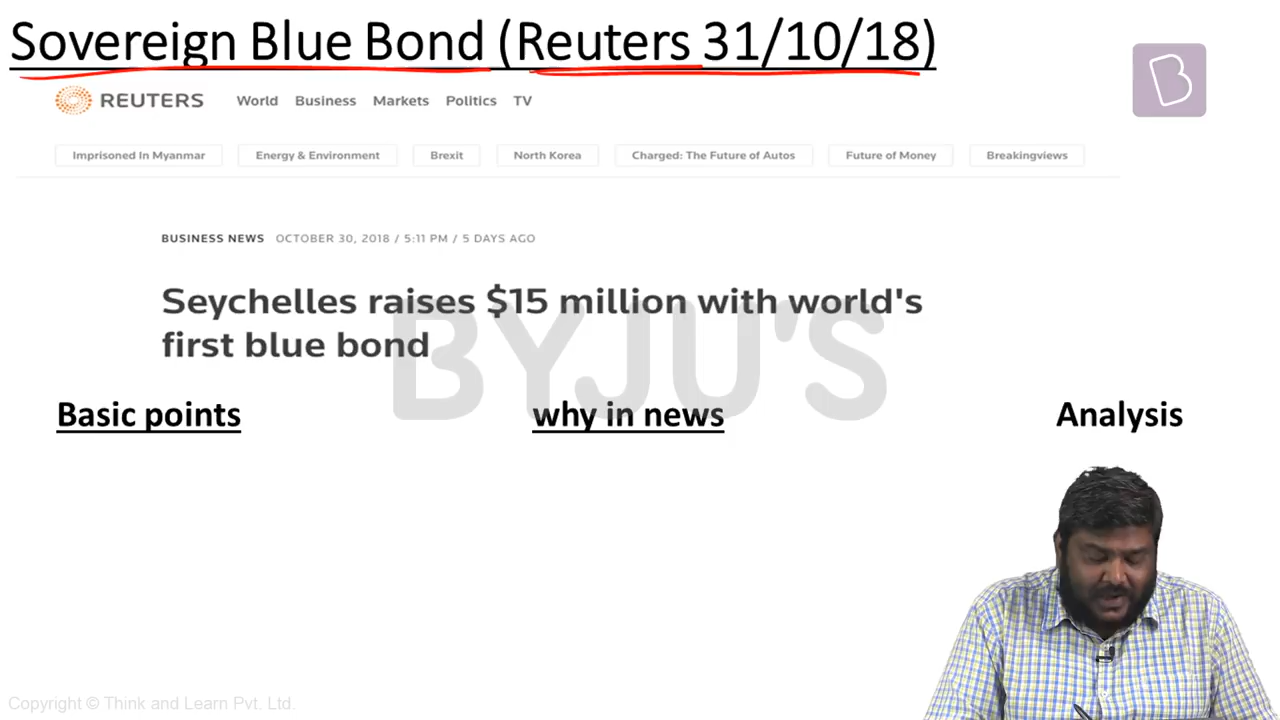 Sovereign Blue Bond (Reuters 31/10/18)
B
REUTERS World Business Markets Politics TV
Imprisoned In Myanmar Energy & Environment Brexit North Korea Charged: The Future of Autos Future of Money Breakingviews
BUSINESS NEWS OCTOBER 30, 2018 / 5:11 PM / 5 DAYS AGO
Seychelles raises $15 million with world's
first blue bond
BYJU'S
Basic points why in news Analysis
Copyright © Think and Learn Pvt. Ltd.